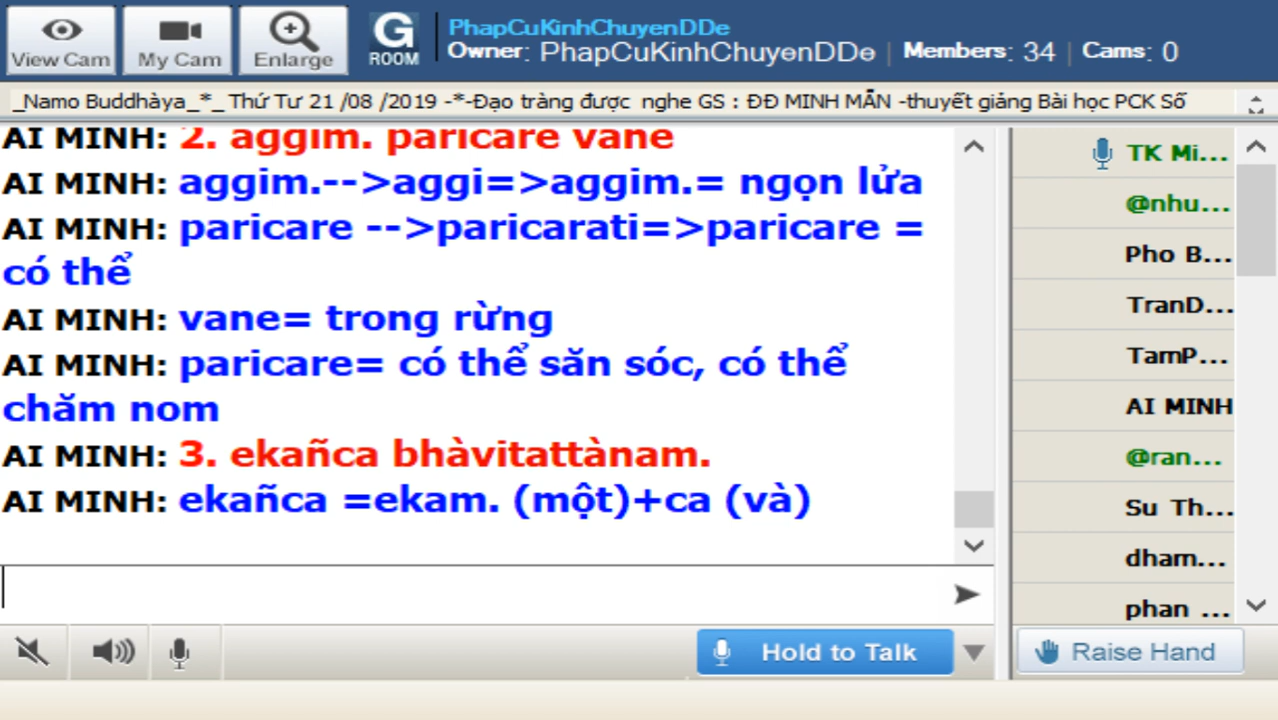 View Cam
My Cam
Enlarge
G
ROOM
PhapCuKinhChuyenDDe
Owner: PhapCuKinhChuyenDDe | Members: 34 | Cams: 0
_Namo Buddhàya_*_ Thứ Tư 21 /08 /2019 -*-Đạo tràng được nghe GS : ĐĐ MINH MẪN -thuyết giảng Bài học PCK Số
AI MINH: 2. aggim. paricare vane
AI MINH: aggim.-->aggi=>aggim.= ngọn lửa
AI MINH: paricare -->paricarati=>paricare =
có thể
AI MINH: vane= trong rừng
AI MINH: paricare= có thể săn sóc, có thể
chăm nom
AI MINH: 3. ekañca bhàvitattànam.
AI MINH: ekañca =ekam. (một)+ca (và)
TK Mi...
@nhu...
Pho B...
TranD...
TamP...
AI MINH
@ran...
Su Th...
dham...
phan ...
Hold to Talk
Raise Hand